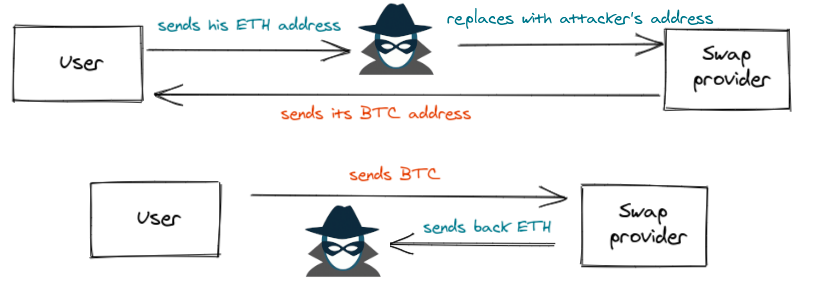 sends his ETH address
replaces with attacker's address
User
Swap
provider
sends its BTC address
sends BTC
User
Swap
provider
sends back ETH